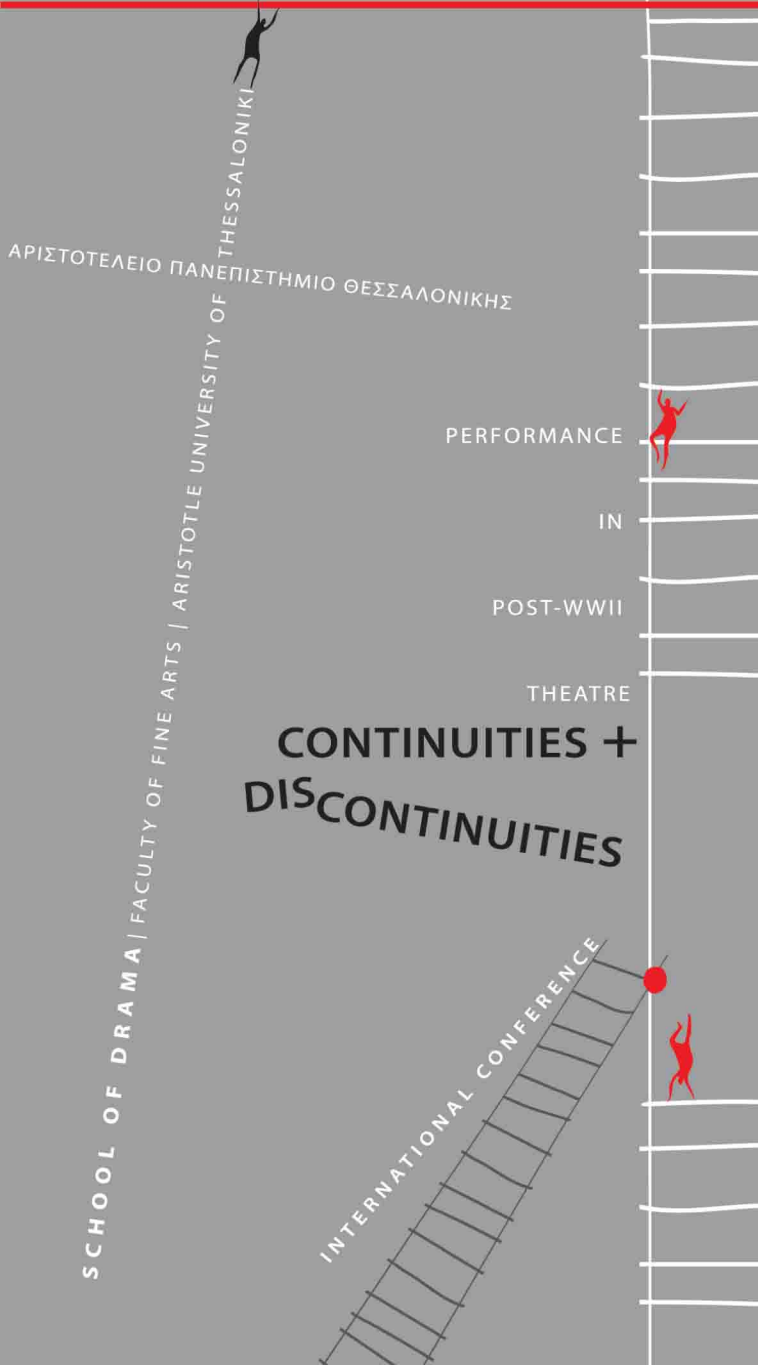 SCHOOL OF DRAMA | FACULTY OF FINE ARTS | ARISTOTLE UNIVERSITY OF THESSALONIKI
ΑΡΙΣΤΟΤΕΛΕΙΟ ΠΑΝΕΠΙΣΤΗΜΙΟ ΘΕΣΣΑΛΟΝΙΚΗΣ
PERFORMANCE
IN
POST-WWII
THEATRE
CONTINUITIES +
DISCONTINUITIES
INTERNATIONAL CONFERENCE